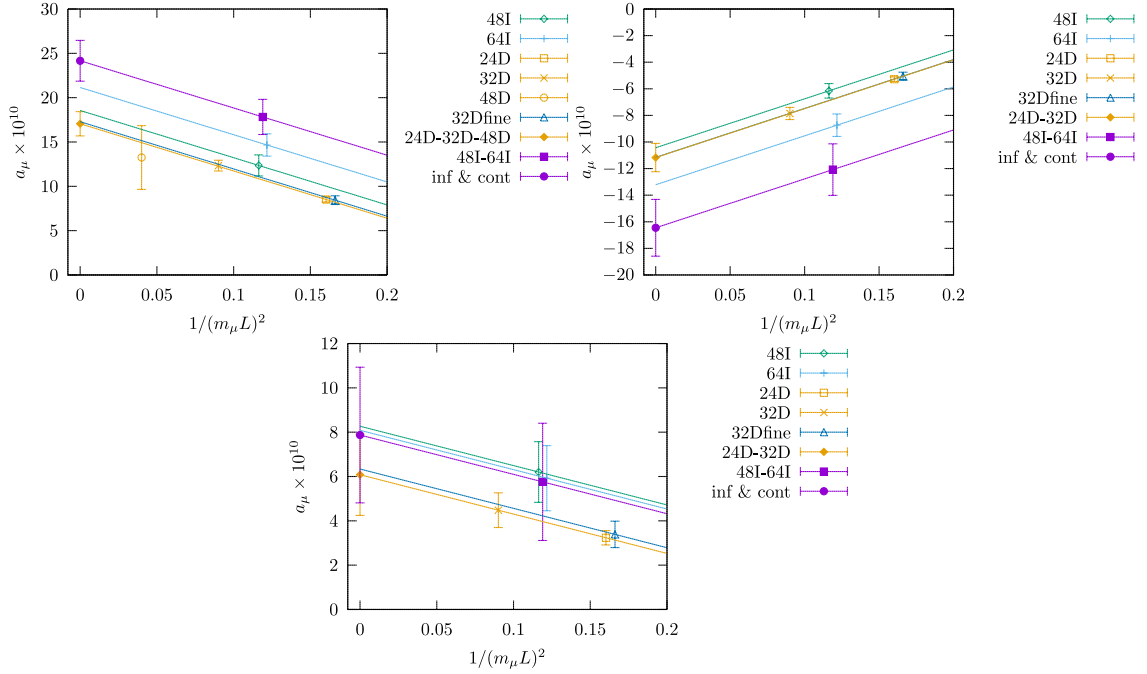 a_μ × 10^10
30
25
20
15
10
5
0
0 0.05 0.1 0.15 0.2
1/(m_μL)^2
48I
64I
24D
32D
48D
32Dfine
24D-32D-48D
48I-64I
inf & cont
a_μ × 10^10
−0
−2
−4
−6
−8
−10
−12
−14
−16
−18
−20
0 0.05 0.1 0.15 0.2
1/(m_μL)^2
48I
64I
24D
32D
32Dfine
24D-32D
48I-64I
inf & cont
a_μ × 10^10
12
10
8
6
4
2
0
0 0.05 0.1 0.15 0.2
1/(m_μL)^2
48I
64I
24D
32D
32Dfine
24D-32D
48I-64I
inf & cont